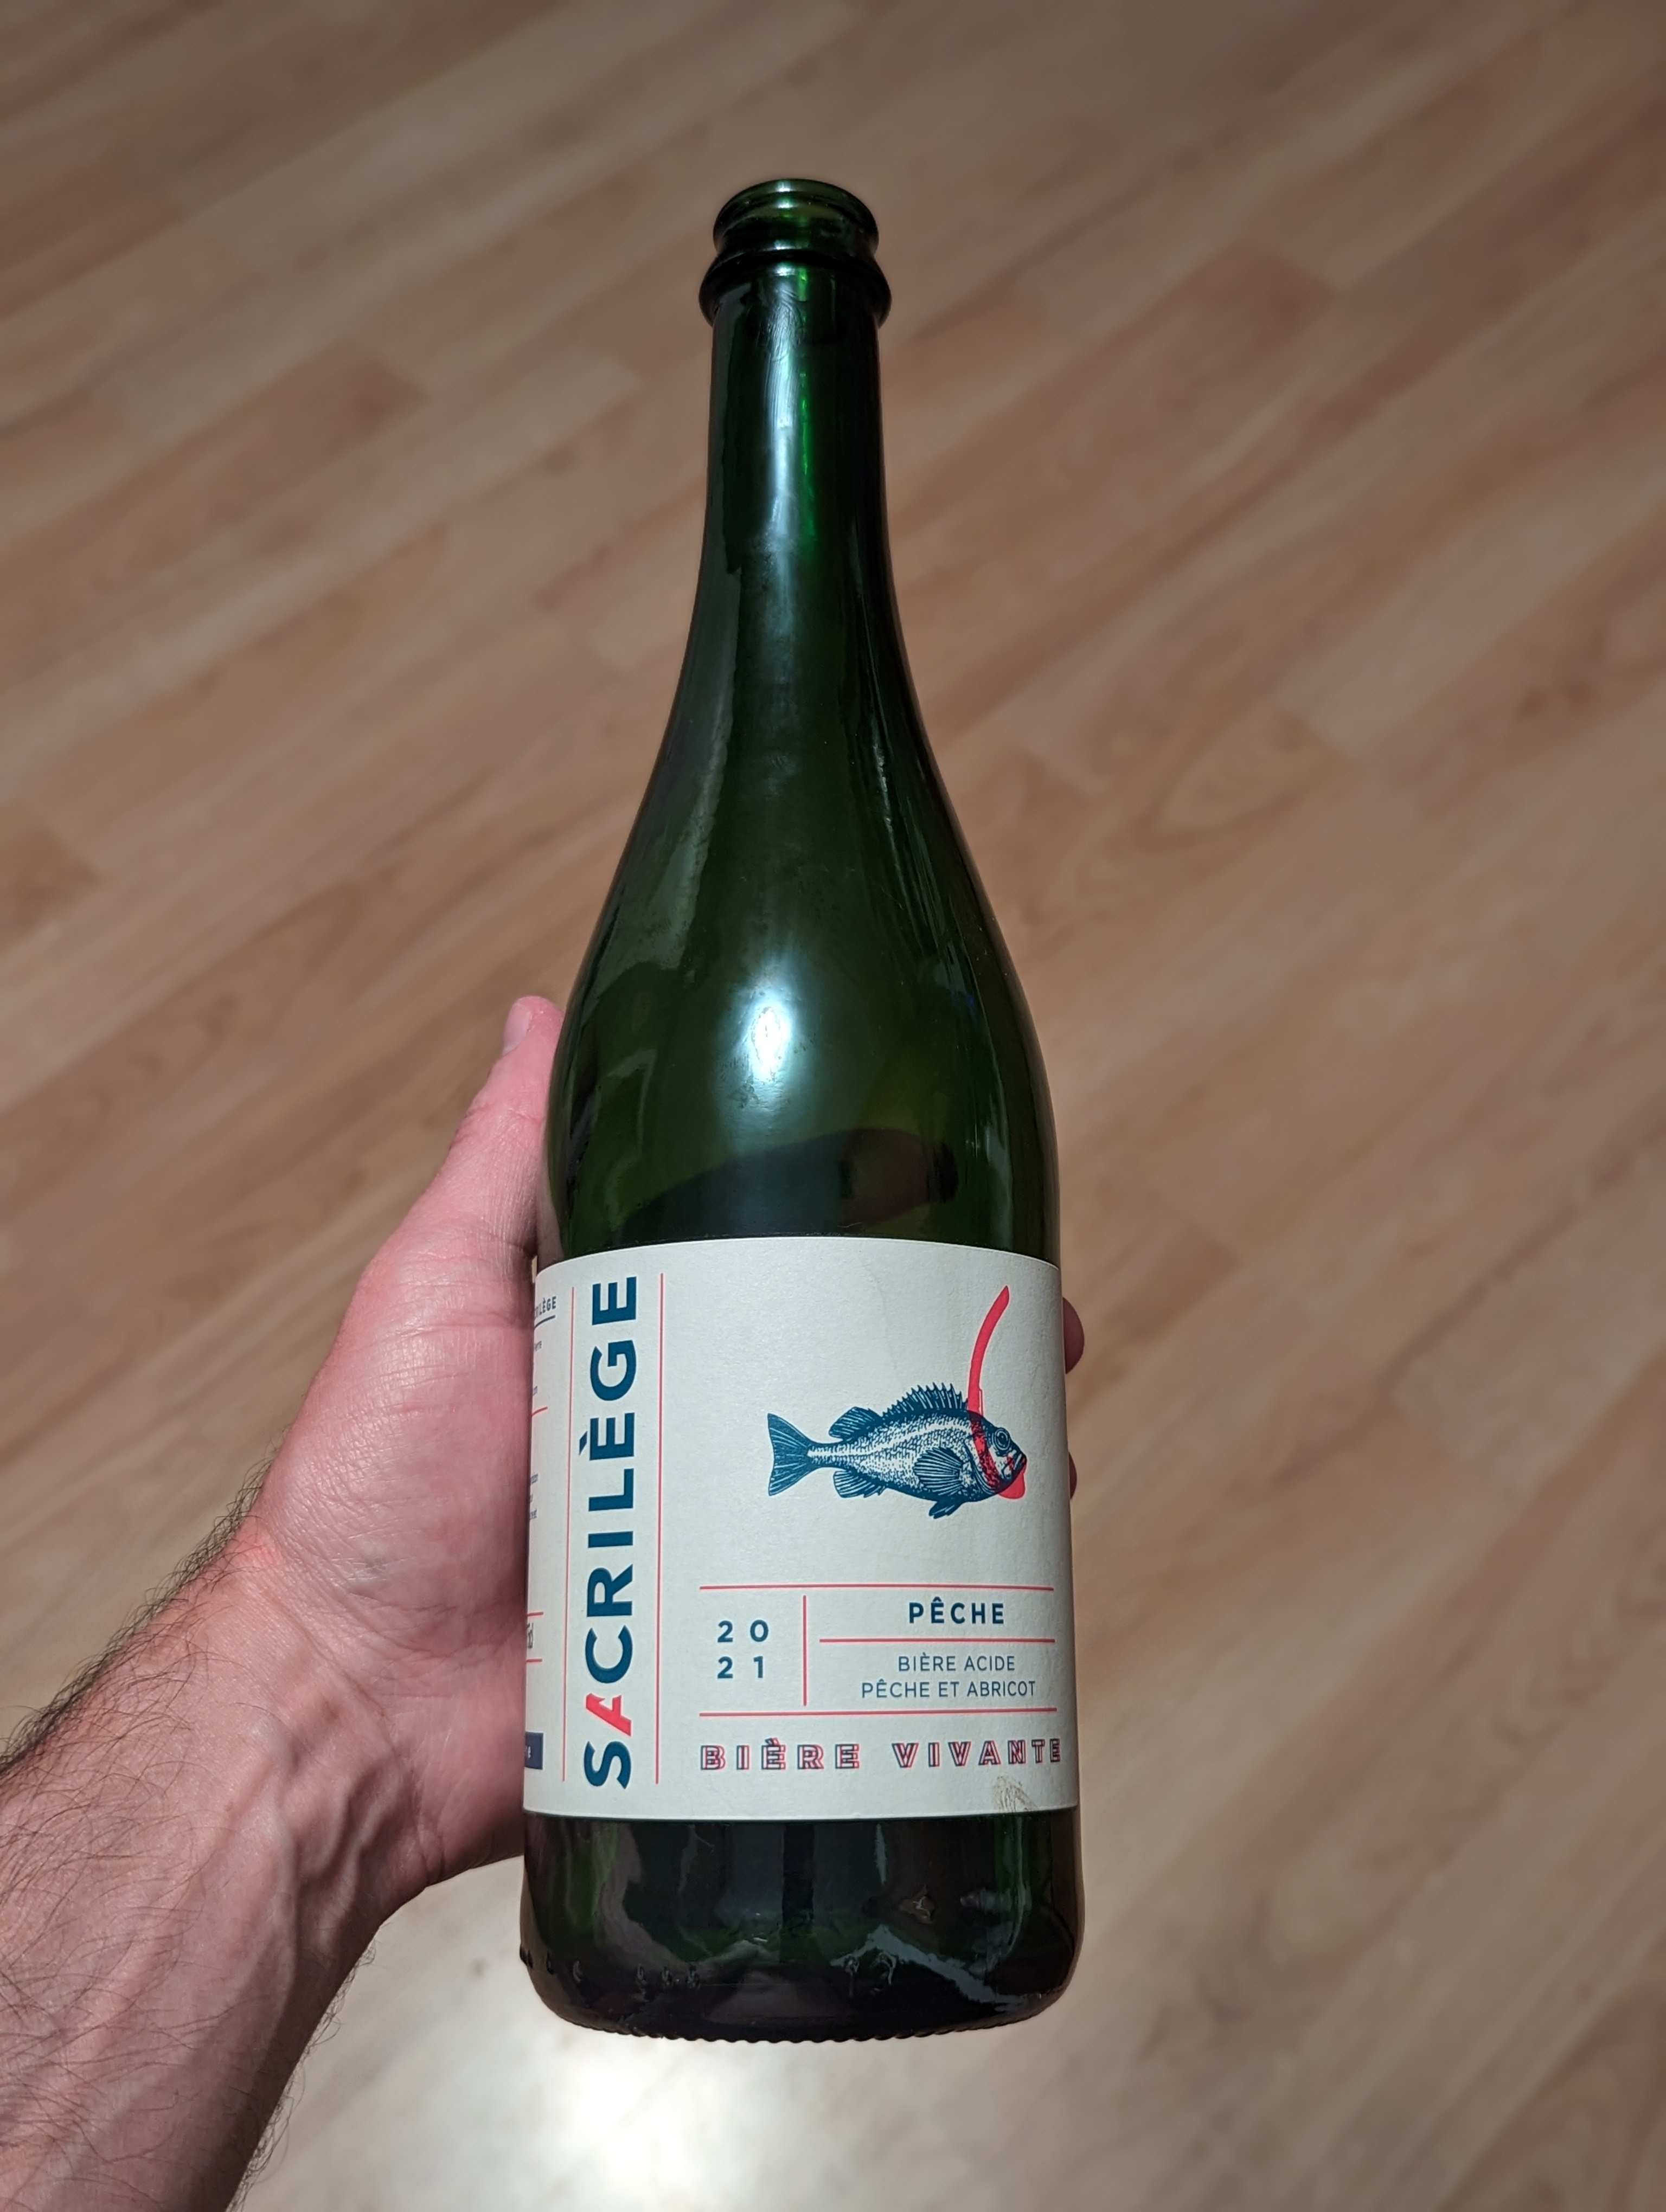 SACRILÈGE
20
21
PÊCHE
BIÈRE ACIDE
PÊCHE ET ABRICOT
BIÈRE VIVANTE